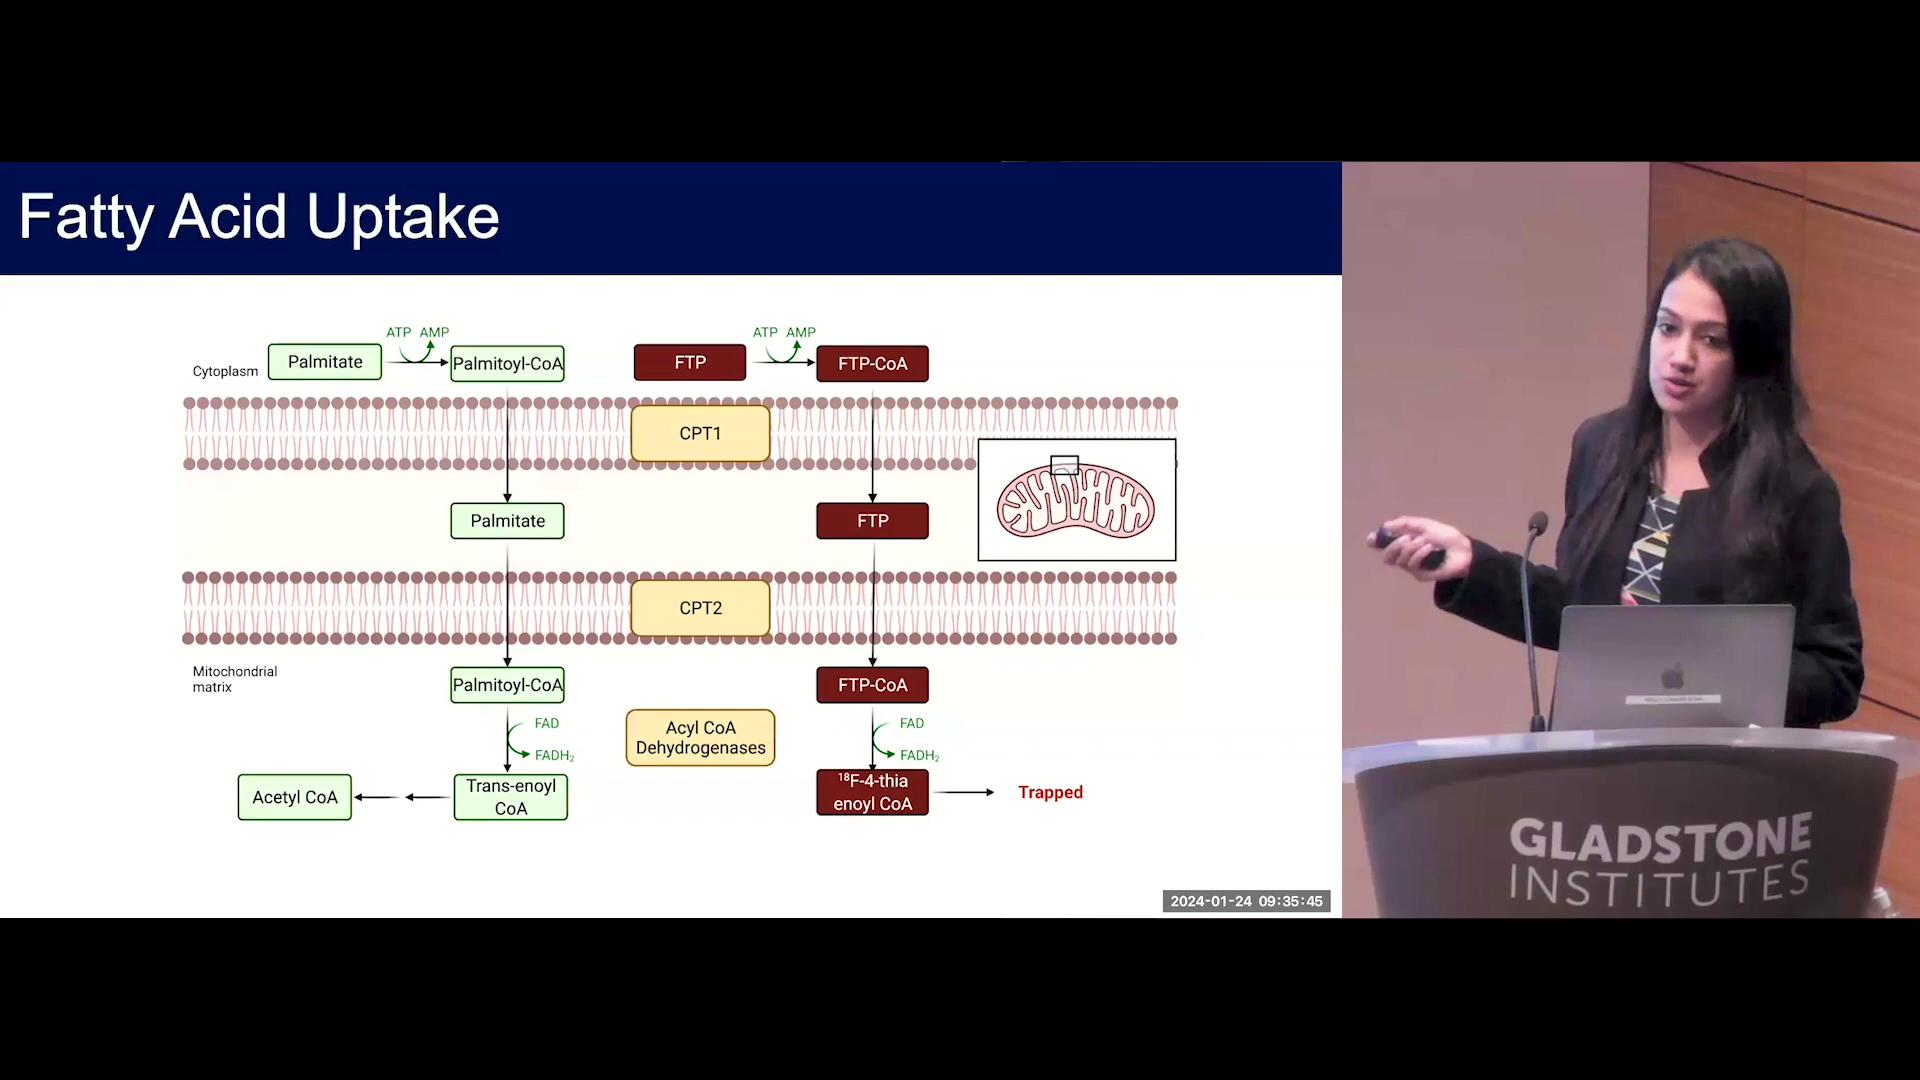 Fatty Acid Uptake
ATP AMP
ATP AMP
Cytoplasm
Palmitate
Palmitoyl-CoA
FTP
FTP-CoA
CPT1
Palmitate
FTP
CPT2
Mitochondrial
matrix
Palmitoyl-CoA
FTP-CoA
FAD
FADH₂
Acyl CoA
Dehydrogenases
FAD
FADH₂
Acetyl CoA
Trans-enoyl
CoA
¹⁸F-4-thia
enoyl CoA
Trapped
2024-01-24 09:35:45
GLADSTONE
INSTITUTES